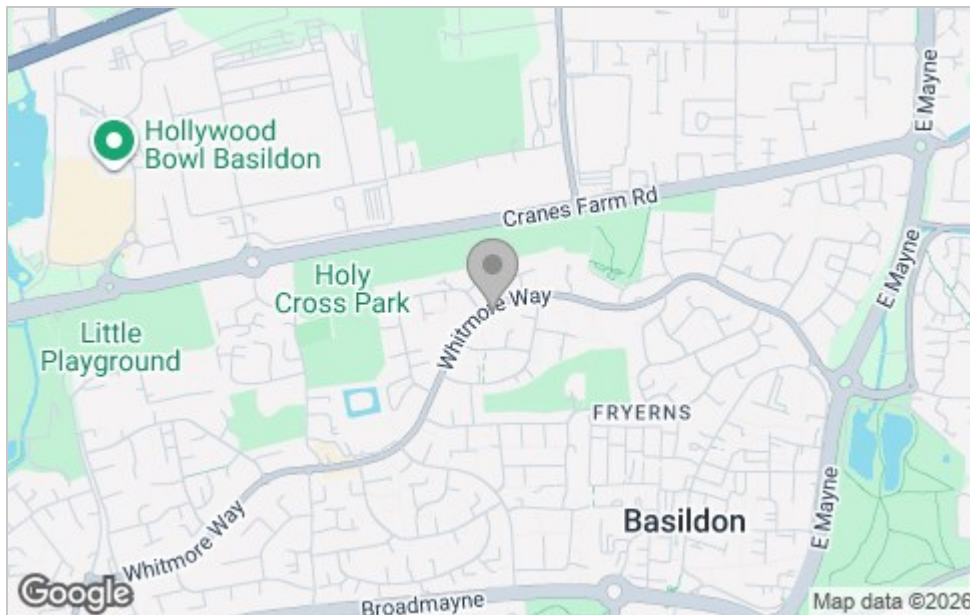 E Mayne
Hollywood
Bowl Basildon
Cranes Farm Rd
E Mayne
Holy
Cross Park
Whitmore Way
Little
Playground
FRYERNS
Basildon
E Mayne
Whitmore Way
Broadmayne
Google
Map data ©2026